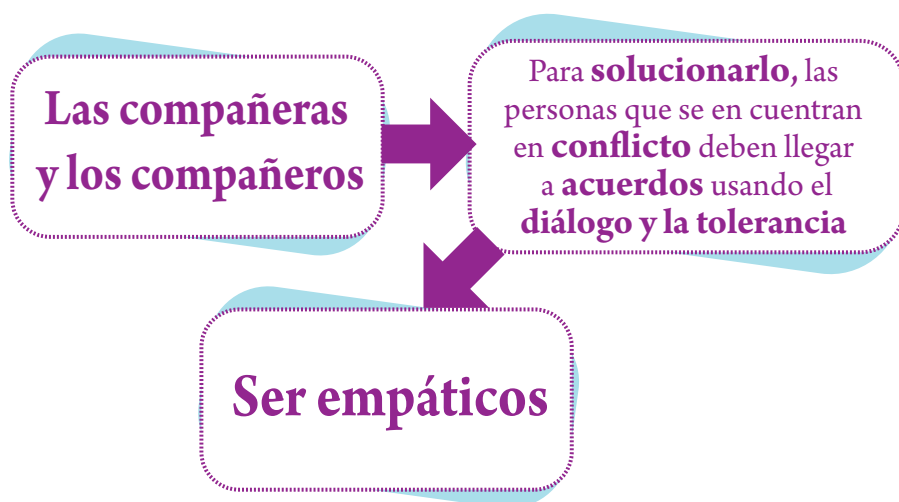 Las compañeras
y los compañeros
Para solucionarlo, las
personas que se en cuentran
en conflicto deben llegar
a acuerdos usando el
diálogo y la tolerancia
Ser empáticos